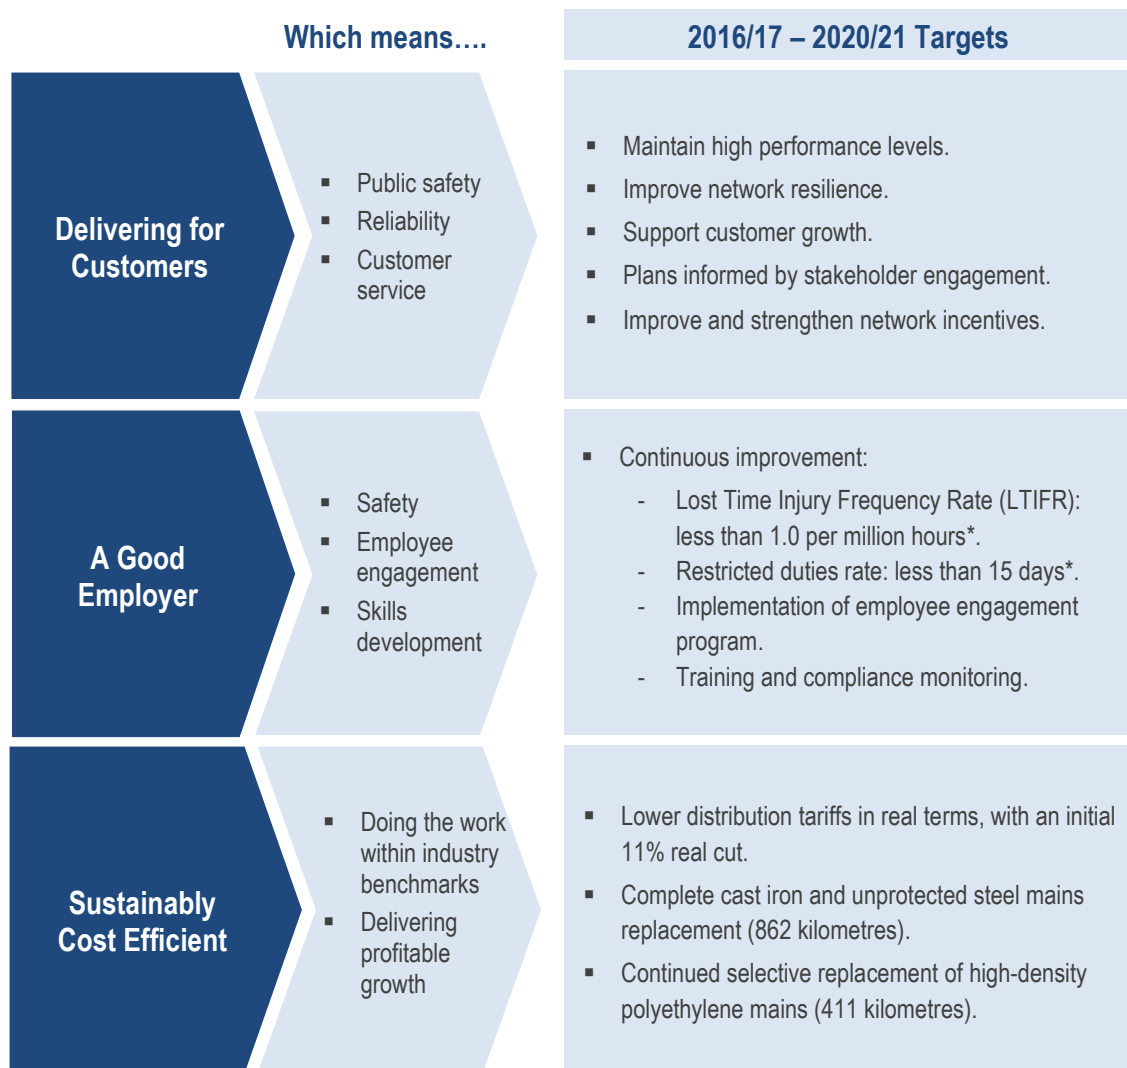 Which means….
2016/17 – 2020/21 Targets
Delivering for
Customers
▪ Public safety
▪ Reliability
▪ Customer
service
▪ Maintain high performance levels.
▪ Improve network resilience.
▪ Support customer growth.
▪ Plans informed by stakeholder engagement.
▪ Improve and strengthen network incentives.
A Good
Employer
▪ Safety
▪ Employee
engagement
▪ Skills
development
▪ Continuous improvement:
- Lost Time Injury Frequency Rate (LTIFR):
less than 1.0 per million hours*.
- Restricted duties rate: less than 15 days*.
- Implementation of employee engagement
program.
- Training and compliance monitoring.
Sustainably
Cost Efficient
▪ Doing the work
within industry
benchmarks
▪ Delivering
profitable
growth
▪ Lower distribution tariffs in real terms, with an initial
11% real cut.
▪ Complete cast iron and unprotected steel mains
replacement (862 kilometres).
▪ Continued selective replacement of high-density
polyethylene mains (411 kilometres).